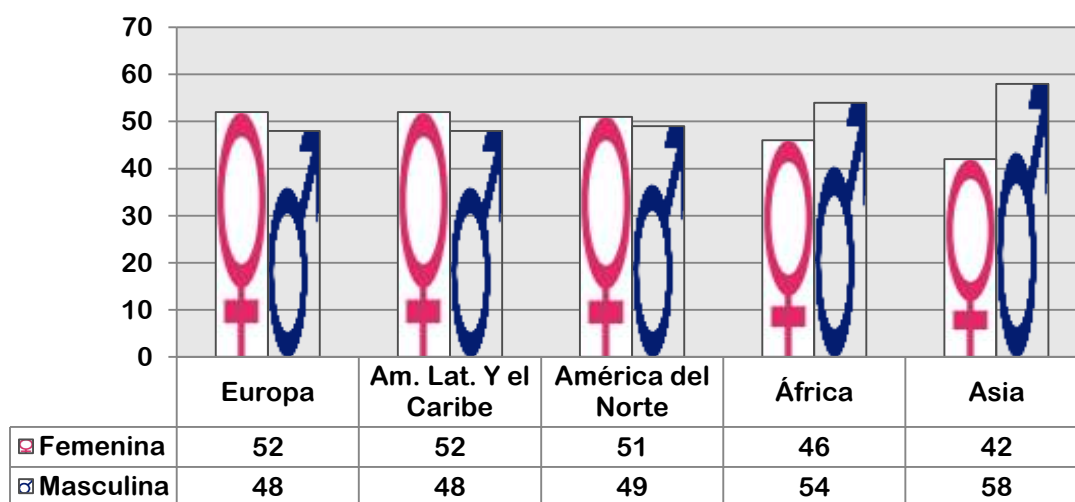 70
60
50
40
30
20
10
0
Europa
Am. Lat. Y el
Caribe
América del
Norte
África
Asia
Femenina 52 52 51 46 42
Masculina 48 48 49 54 58